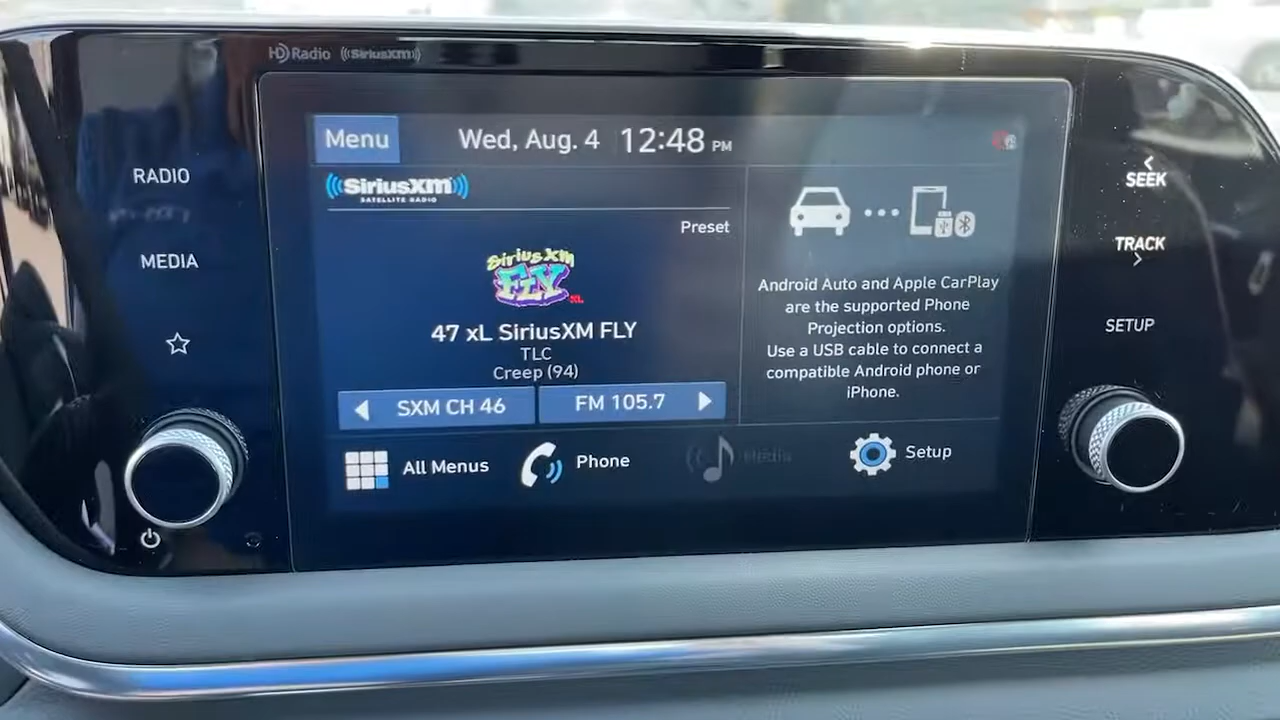 HD Radio ((SiriusXM))
RADIO
MEDIA
Menu
Wed, Aug. 4 12:48 PM
((SiriusXM))
SATELLITE RADIO
Preset
SiriusXM
FLY XL
47 xL SiriusXM FLY
TLC
Creep (94)
SXM CH 46
FM 105.7
Android Auto and Apple CarPlay
are the supported Phone
Projection options.
Use a USB cable to connect a
compatible Android phone or
iPhone.
All Menus
Phone
Media
Setup
SEEK
TRACK
SETUP